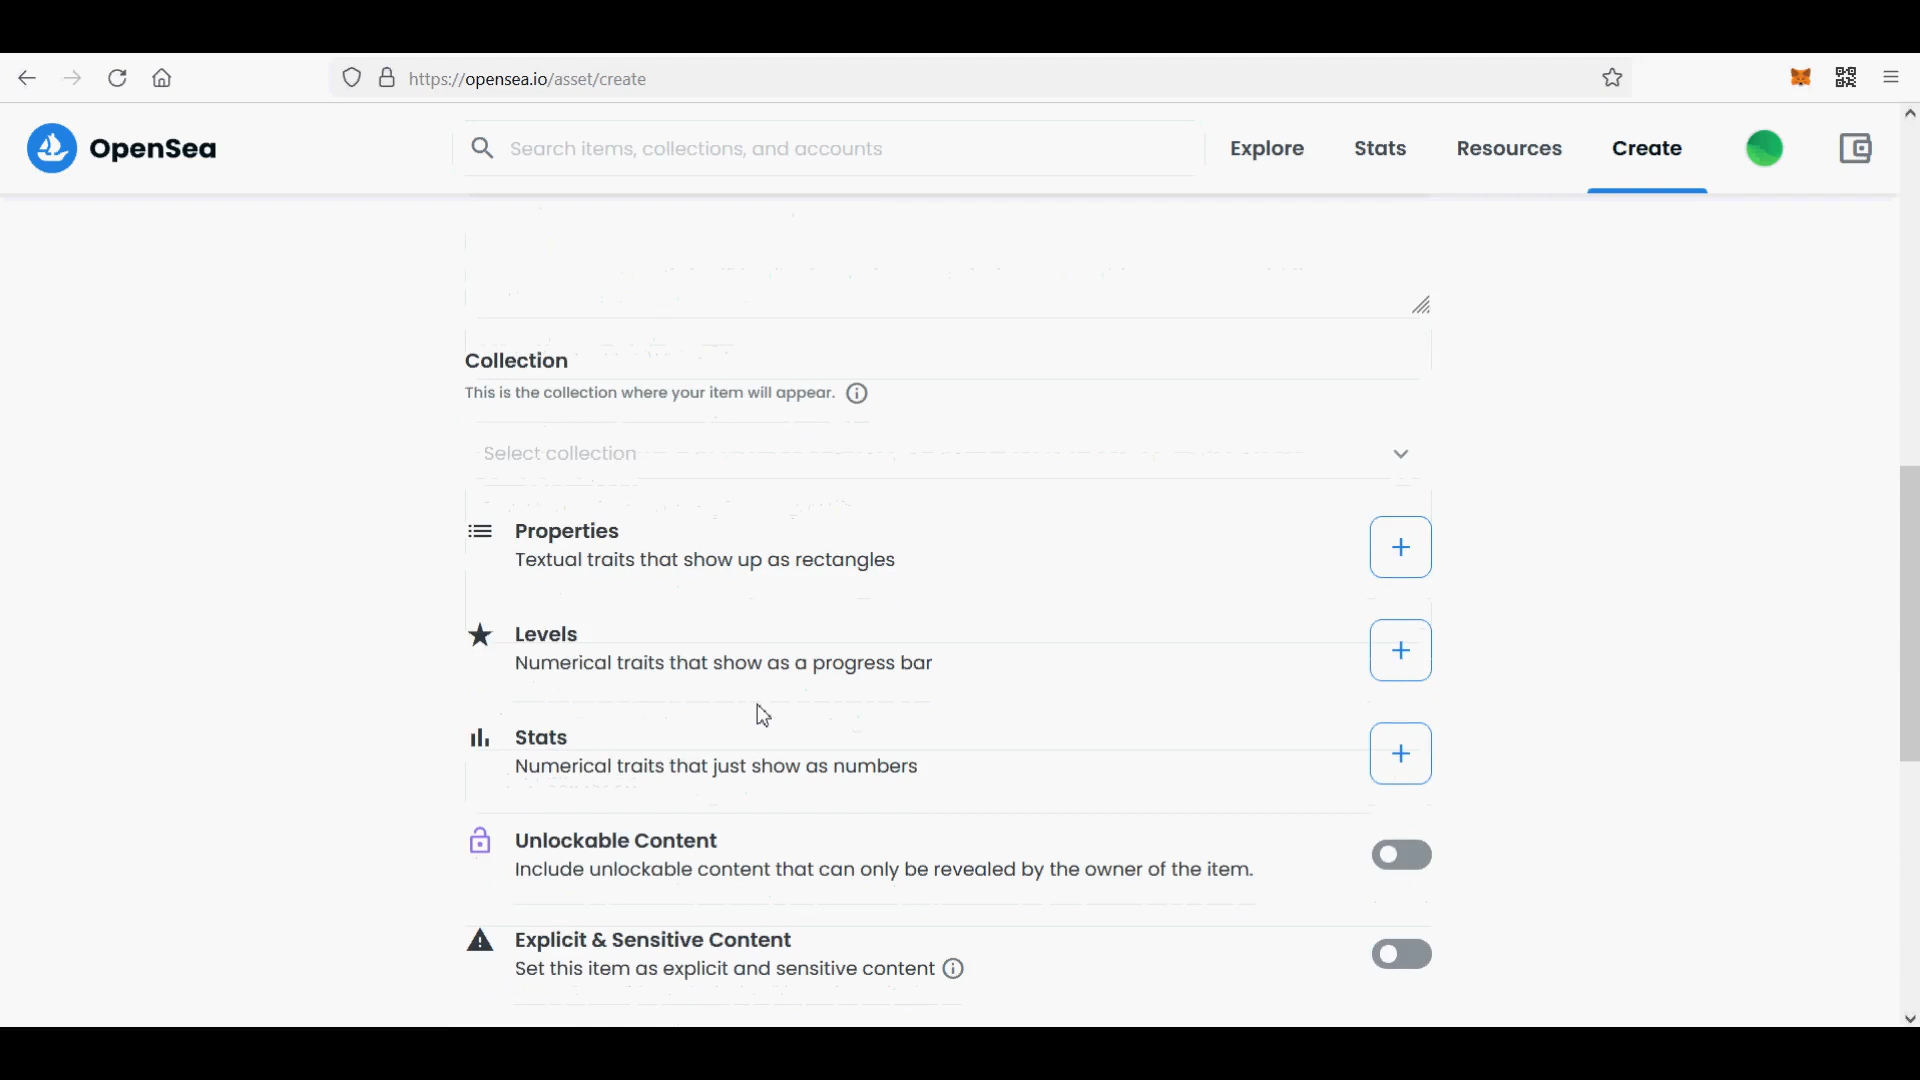 https://opensea.io/asset/create
OpenSea
Search items, collections, and accounts
Explore
Stats
Resources
Create
Collection
This is the collection where your item will appear.
Select collection
Properties
Textual traits that show up as rectangles
Levels
Numerical traits that show as a progress bar
Stats
Numerical traits that just show as numbers
Unlockable Content
Include unlockable content that can only be revealed by the owner of the item.
Explicit & Sensitive Content
Set this item as explicit and sensitive content